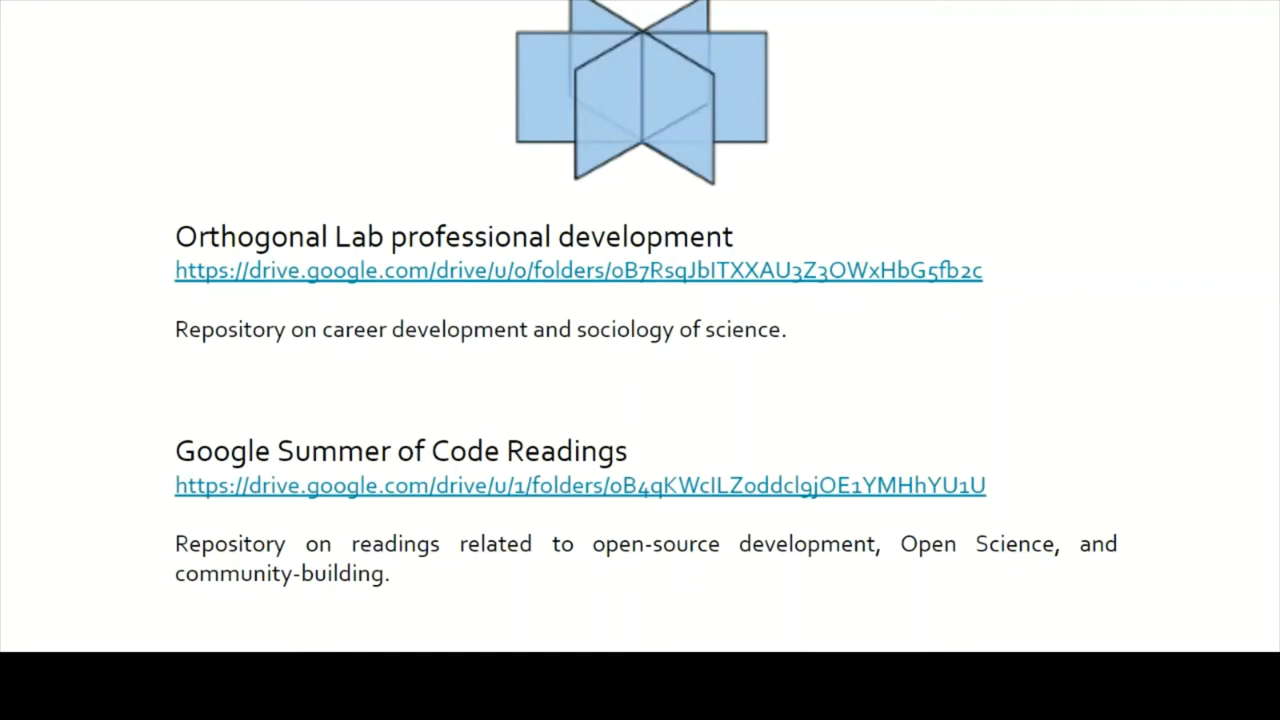 Orthogonal Lab professional development
https://drive.google.com/drive/u/0/folders/0B7RsqJbITXXAU3Z3OWxHbG5fb2c
Repository on career development and sociology of science.
Google Summer of Code Readings
https://drive.google.com/drive/u/1/folders/0B4qKWcILZoddcl9jOE1YMHhYU1U
Repository on readings related to open-source development, Open Science, and
community-building.